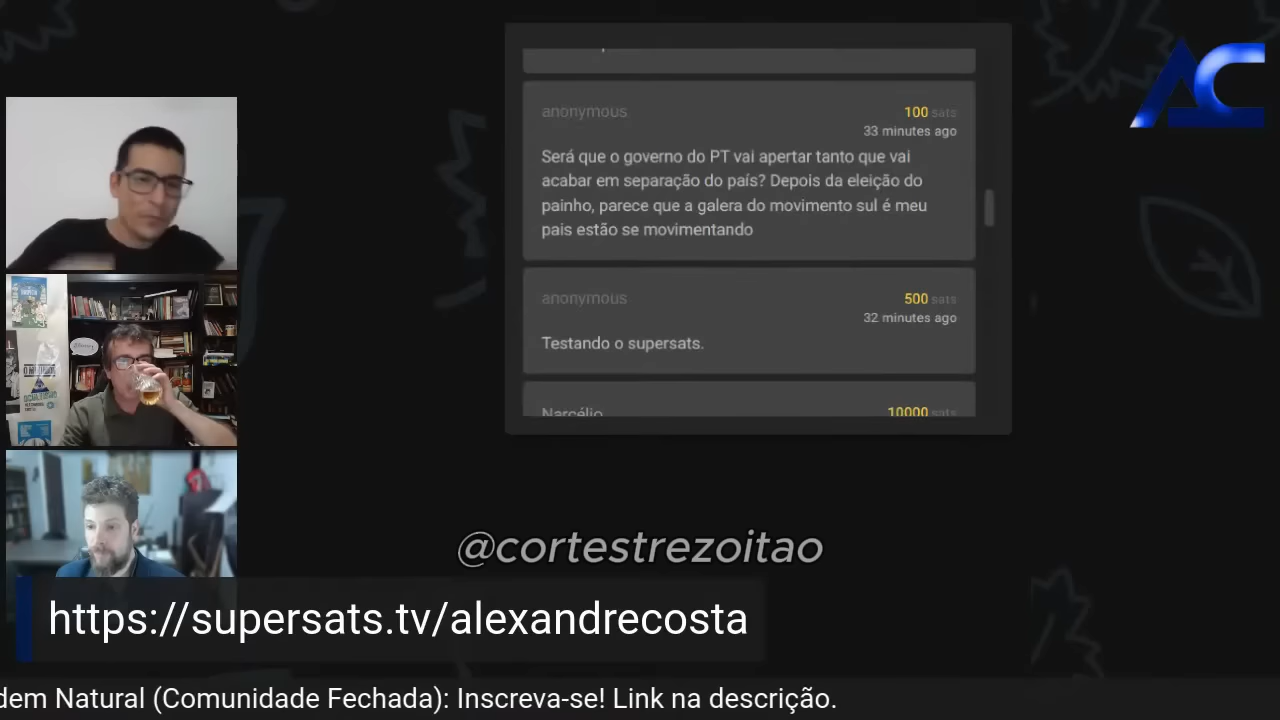 AC
anonymous
100 sats
33 minutes ago
Será que o governo do PT vai apertar tanto que vai
acabar em separação do país? Depois da eleição do
painho, parece que a galera do movimento sul é meu
pais estão se movimentando
anonymous
500 sats
32 minutes ago
Testando o supersats.
Narcélio
10000 sats
@cortestrezoitao
https://supersats.tv/alexandrecosta
dem Natural (Comunidade Fechada): Inscreva-se! Link na descrição.